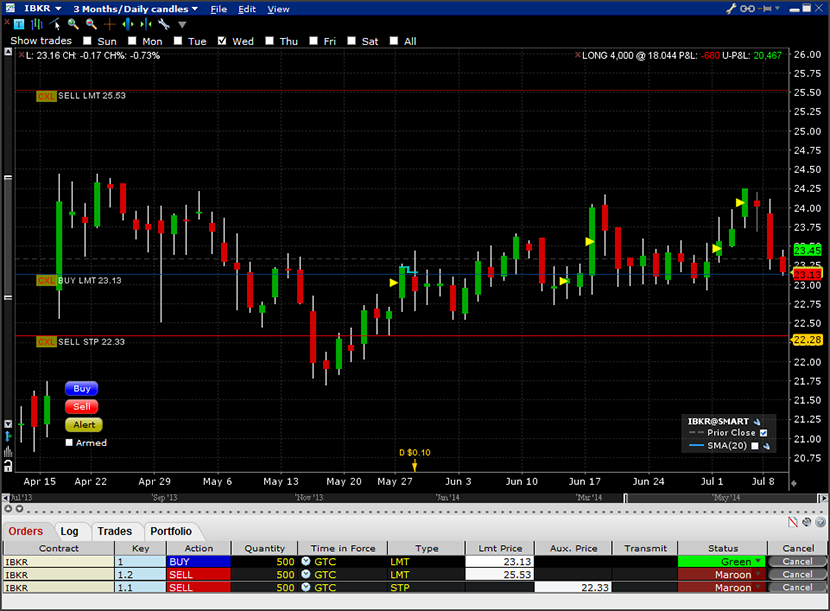 IBKR 3 Months/Daily candles File Edit View
Show trades Sun Mon Tue Wed Thu Fri Sat All
L: 23.16 CH: -0.17 CH%: -0.73% LONG 4,000 @ 18.044 P&L: -680 U-P&L: 20,467
26.00
25.75
25.50
CXL SELL LMT 25.53
25.25
25.00
24.75
24.50
24.25
24.00
23.75
23.45
23.25
23.13
CXL BUY LMT 23.13
23.00
22.75
22.50
22.28
CXL SELL STP 22.33
22.00
21.75
Buy
21.50
Sell
21.25
Alert
Armed
21.00
20.75
IBKR@SMART
Prior Close
SMA(20)
D $0.10
Apr 15 Apr 22 Apr 29 May 6 May 13 May 20 May 27 Jun 3 Jun 10 Jun 17 Jun 24 Jul 1 Jul 8
Jul'13 Sep '13 Nov'13 Jan '14 Mar '14 May'14
Orders Log Trades Portfolio
Contract Key Action Quantity Time in Force Type Lmt Price Aux. Price Transmit Status Cancel
IBKR 1 BUY 500 GTC LMT 23.13 Green Cancel
IBKR 1.2 SELL 500 GTC LMT 25.53 Maroon Cancel
IBKR 1.1 SELL 500 GTC STP 22.33 Maroon Cancel